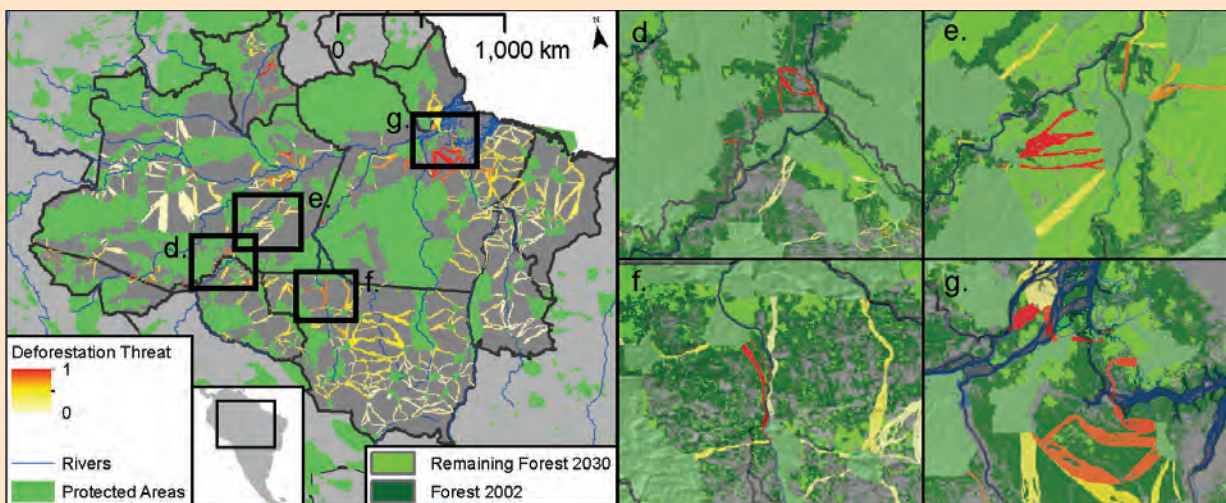 N
0
1,000 km
g.
e.
d.
f.
Deforestation Threat
1
0
Rivers
Protected Areas
Remaining Forest 2030
Forest 2002
d.
e.
f.
g.